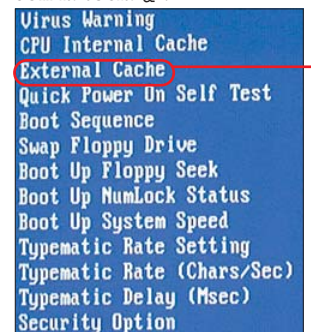 Virus Warning
CPU Internal Cache
External Cache
Quick Power On Self Test
Boot Sequence
Swap Floppy Drive
Boot Up Floppy Seek
Boot Up NumLock Status
Boot Up System Speed
Typematic Rate Setting
Typematic Rate (Chars/Sec)
Typematic Delay (Msec)
Security Option